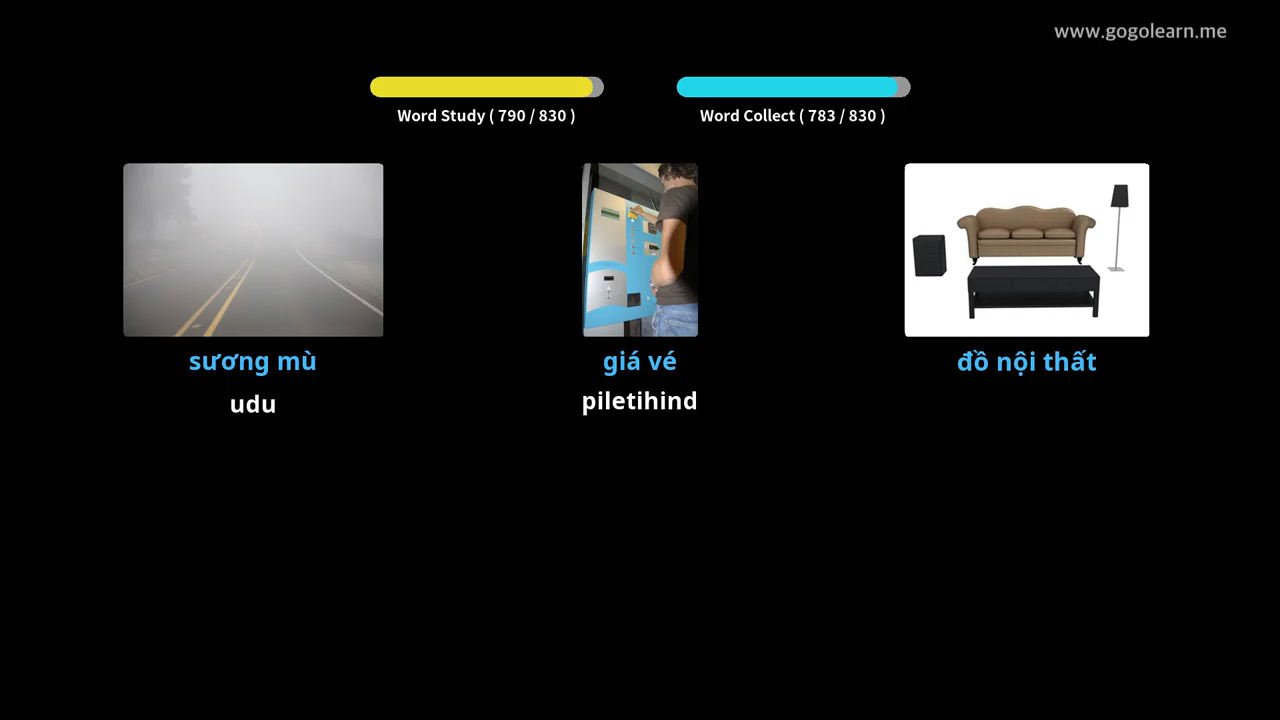 www.gogolearn.me
Word Study ( 790 / 830 )
Word Collect ( 783 / 830 )
sương mù
giá vé
đồ nội thất
udu
piletihind